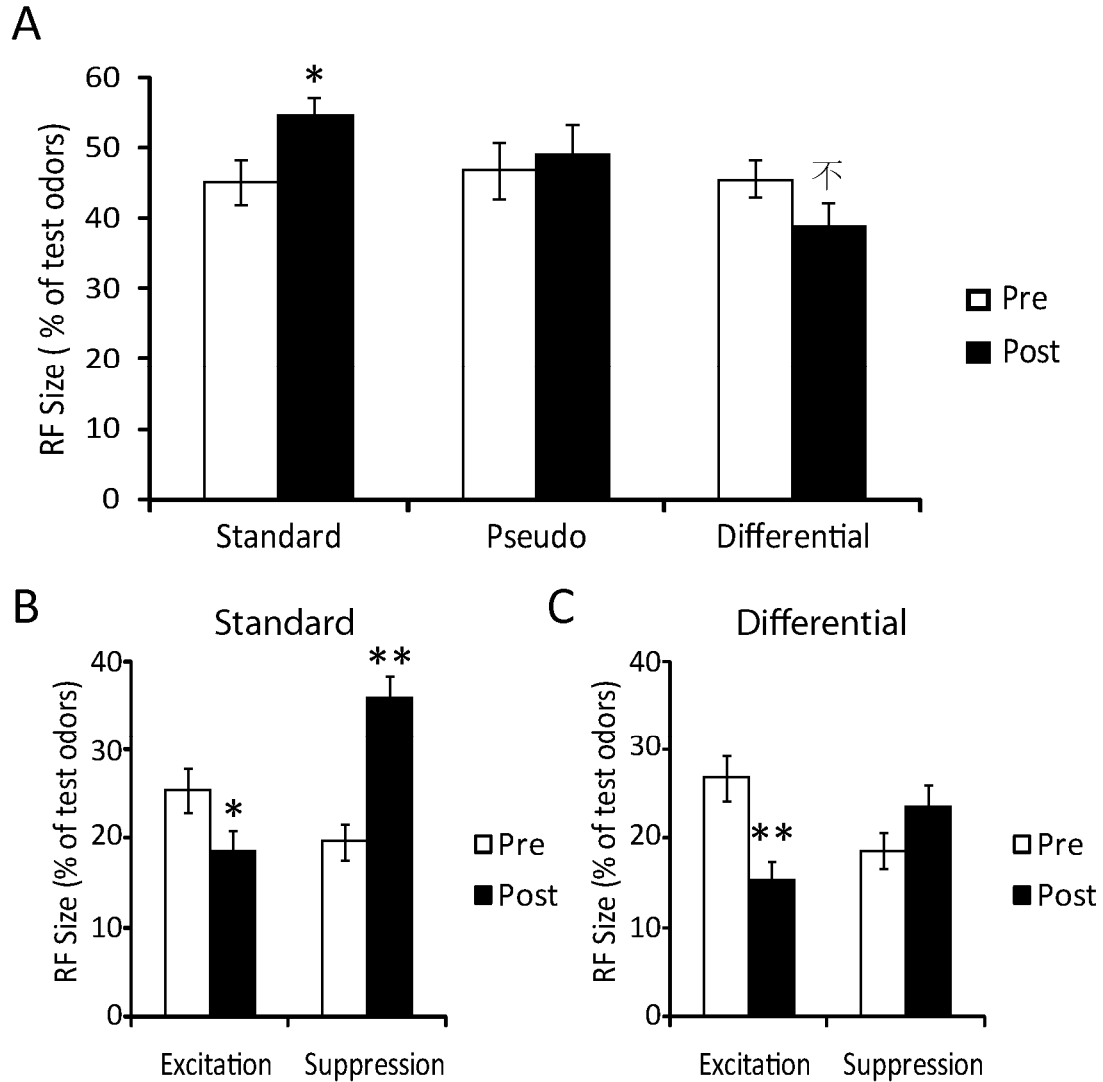 A
RF Size ( % of test odors)
60
50
40
30
20
10
0
*
不
Standard
Pseudo
Differential
Pre
Post
B
Standard
RF Size (% of test odors)
40
30
20
10
0
*
**
Excitation
Suppression
Pre
Post
C
Differential
RF Size (% of test odors)
40
30
20
10
0
**
Excitation
Suppression
Pre
Post